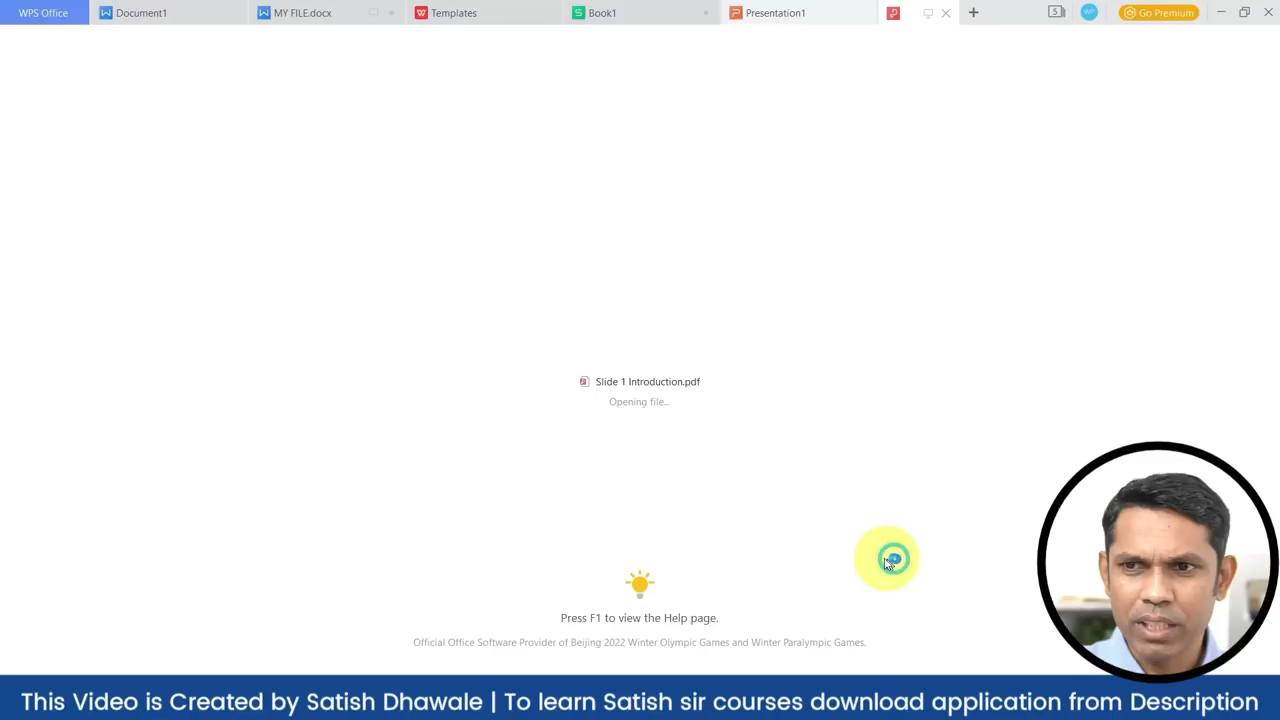 WPS Office Document1 MY FILE.docx Templates Book1 Presentation1 5 WP Go Premium
Slide 1 Introduction.pdf
Opening file...
Press F1 to view the Help page.
Official Office Software Provider of Beijing 2022 Winter Olympic Games and Winter Paralympic Games.
This Video is Created by Satish Dhawale | To learn Satish sir courses download application from Description